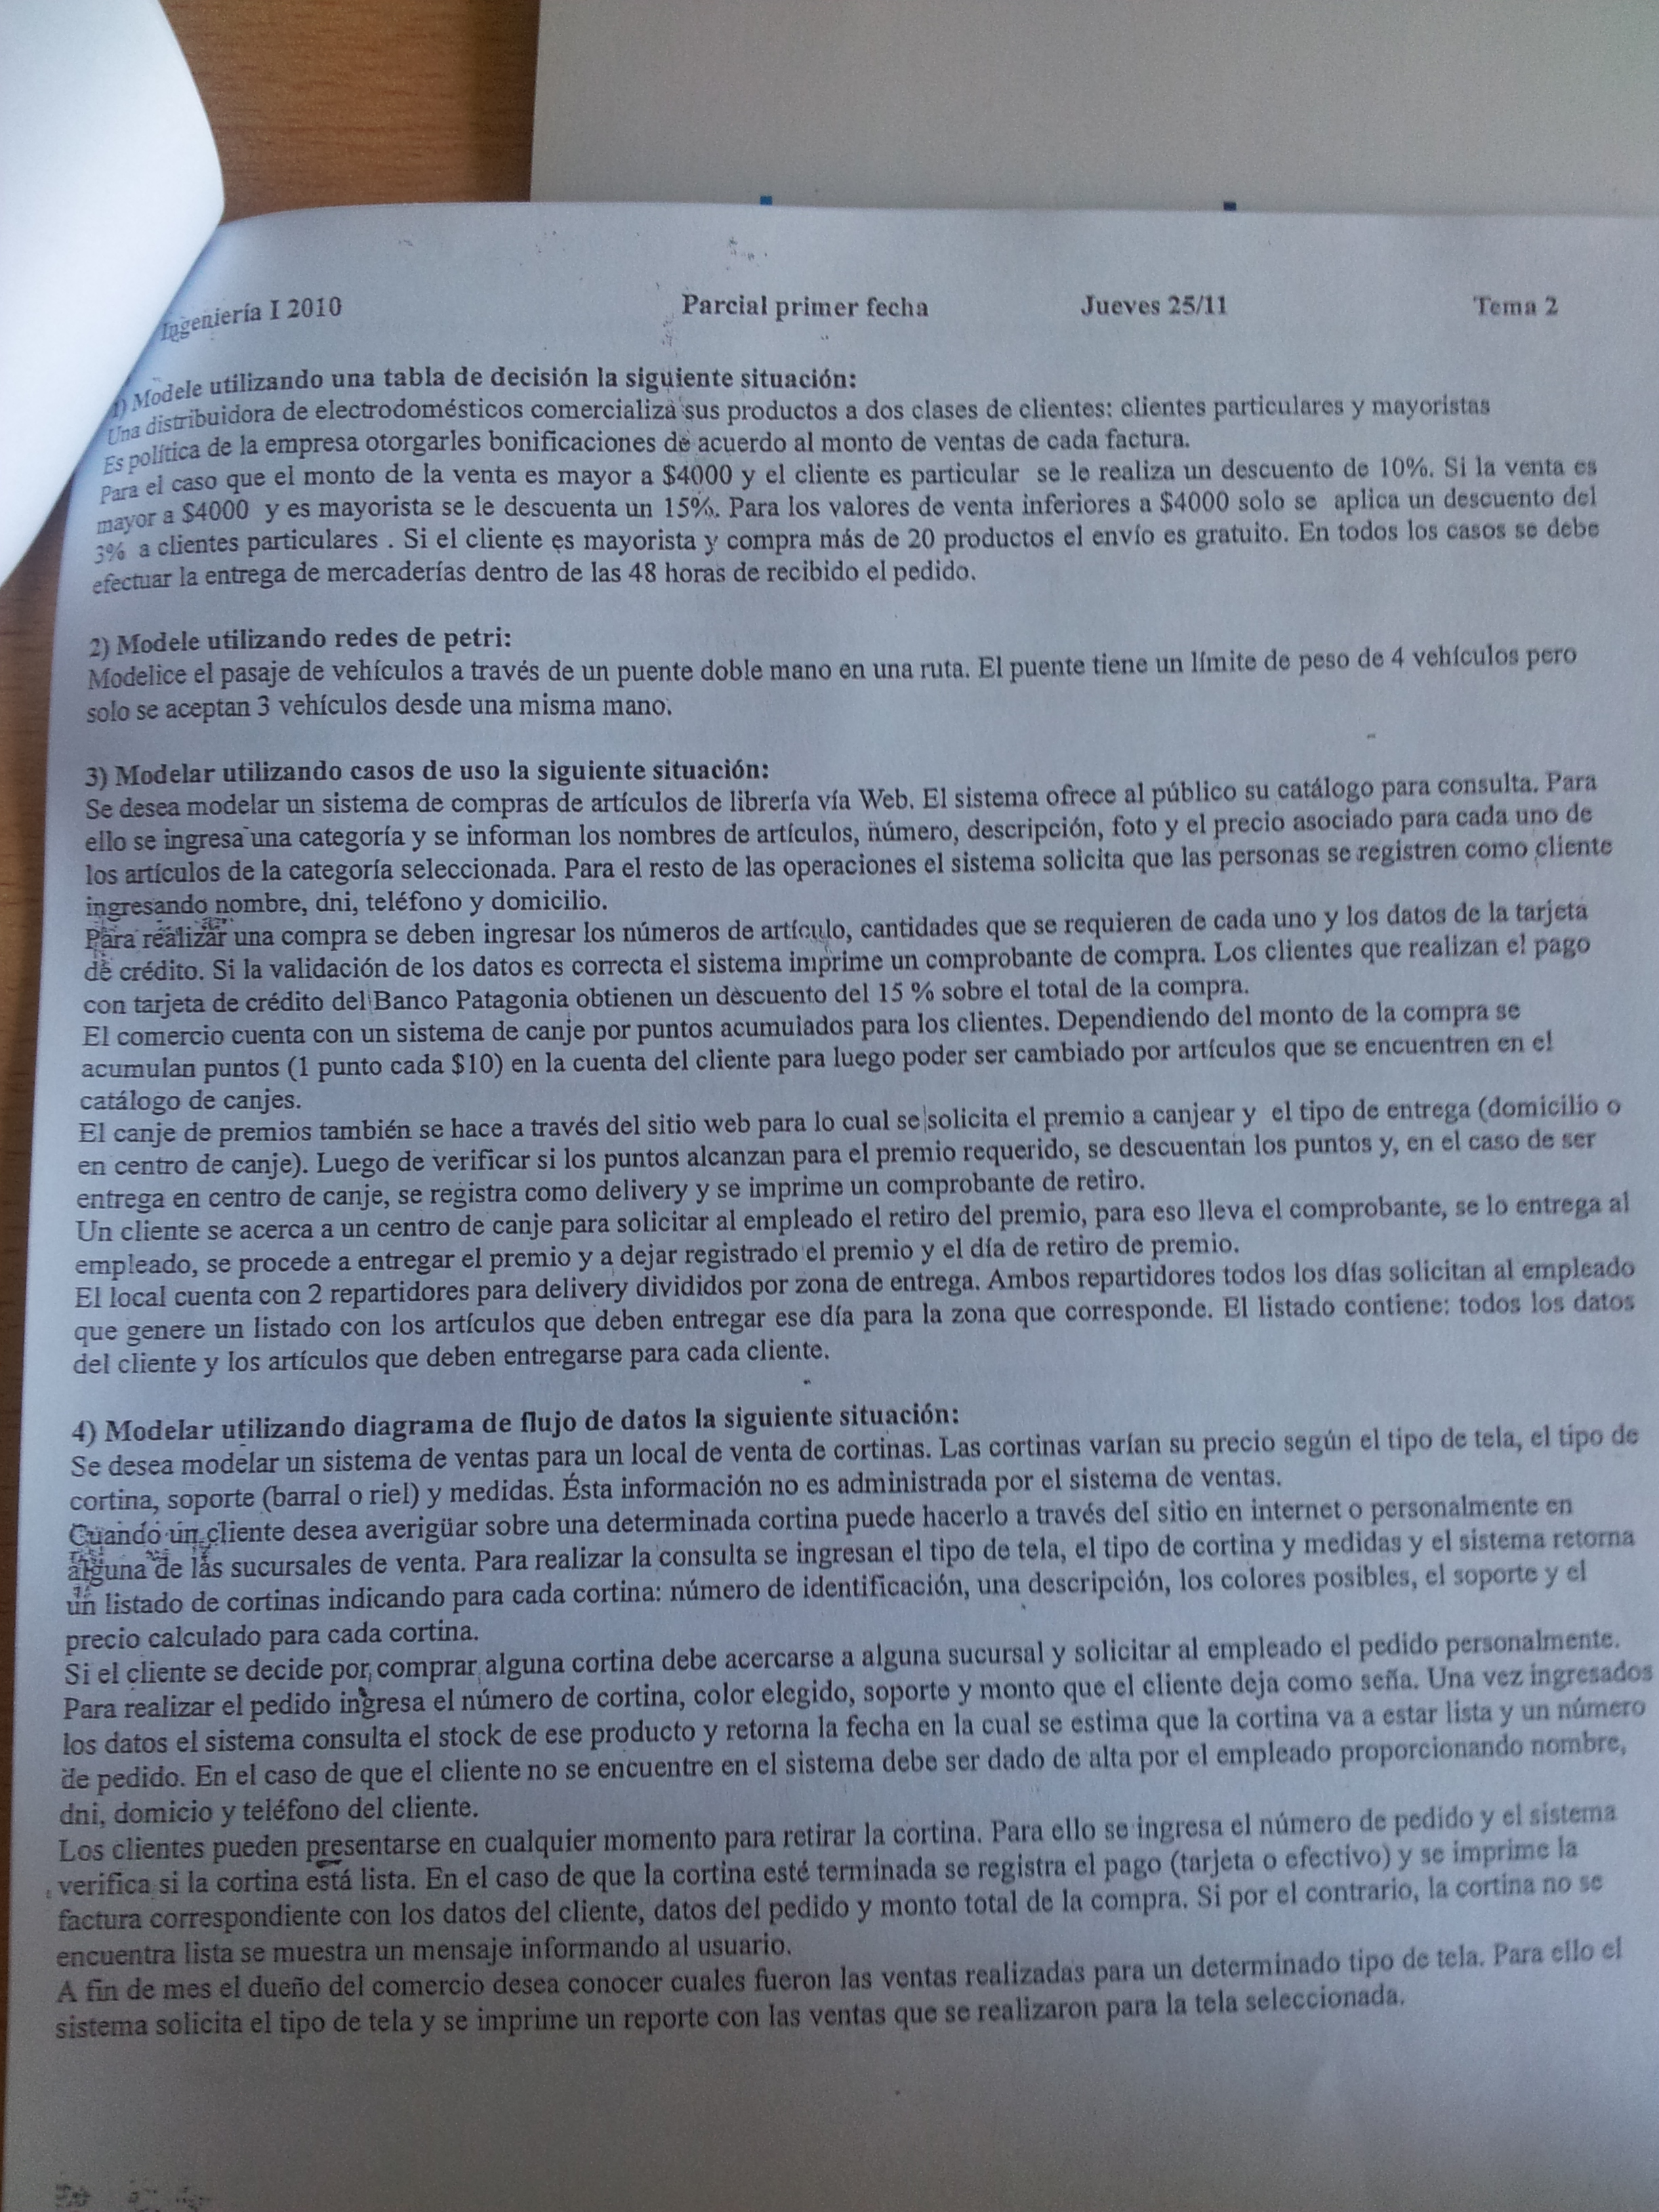 Ingeniería I 2010 Parcial primer fecha Jueves 25/11 Tema 2
1) Modele utilizando una tabla de decisión la siguiente situación:
Una distribuidora de electrodomésticos comercializa sus productos a dos clases de clientes: clientes particulares y mayoristas
Es política de la empresa otorgarles bonificaciones de acuerdo al monto de ventas de cada factura.
Para el caso que el monto de la venta es mayor a $4000 y el cliente es particular se le realiza un descuento de 10%. Si la venta es
mayor a $4000 y es mayorista se le descuenta un 15%. Para los valores de venta inferiores a $4000 solo se aplica un descuento del
3% a clientes particulares . Si el cliente es mayorista y compra más de 20 productos el envío es gratuito. En todos los casos se debe
efectuar la entrega de mercaderías dentro de las 48 horas de recibido el pedido.
2) Modele utilizando redes de petri:
Modelice el pasaje de vehículos a través de un puente doble mano en una ruta. El puente tiene un límite de peso de 4 vehículos pero
solo se aceptan 3 vehículos desde una misma mano.
3) Modelar utilizando casos de uso la siguiente situación:
Se desea modelar un sistema de compras de artículos de librería vía Web. El sistema ofrece al público su catálogo para consulta. Para
ello se ingresa una categoría y se informan los nombres de artículos, número, descripción, foto y el precio asociado para cada uno de
los artículos de la categoría seleccionada. Para el resto de las operaciones el sistema solicita que las personas se registren como cliente
ingresando nombre, dni, teléfono y domicilio.
Para realizar una compra se deben ingresar los números de artículo, cantidades que se requieren de cada uno y los datos de la tarjeta
de crédito. Si la validación de los datos es correcta el sistema imprime un comprobante de compra. Los clientes que realizan el pago
con tarjeta de crédito del Banco Patagonia obtienen un descuento del 15 % sobre el total de la compra.
El comercio cuenta con un sistema de canje por puntos acumulados para los clientes. Dependiendo del monto de la compra se
acumulan puntos (1 punto cada $10) en la cuenta del cliente para luego poder ser cambiado por artículos que se encuentren en el
catálogo de canjes.
El canje de premios también se hace a través del sitio web para lo cual se solicita el premio a canjear y el tipo de entrega (domicilio o
en centro de canje). Luego de verificar si los puntos alcanzan para el premio requerido, se descuentan los puntos y, en el caso de ser
entrega en centro de canje, se registra como delivery y se imprime un comprobante de retiro.
Un cliente se acerca a un centro de canje para solicitar al empleado el retiro del premio, para eso lleva el comprobante, se lo entrega al
empleado, se procede a entregar el premio y a dejar registrado el premio y el día de retiro de premio.
El local cuenta con 2 repartidores para delivery divididos por zona de entrega. Ambos repartidores todos los días solicitan al empleado
que genere un listado con los artículos que deben entregar ese día para la zona que corresponde. El listado contiene: todos los datos
del cliente y los artículos que deben entregarse para cada cliente.
4) Modelar utilizando diagrama de flujo de datos la siguiente situación:
Se desea modelar un sistema de ventas para un local de venta de cortinas. Las cortinas varían su precio según el tipo de tela, el tipo de
cortina, soporte (barral o riel) y medidas. Ésta información no es administrada por el sistema de ventas.
Cuando un cliente desea averigüar sobre una determinada cortina puede hacerlo a través del sitio en internet o personalmente en
alguna de las sucursales de venta. Para realizar la consulta se ingresan el tipo de tela, el tipo de cortina y medidas y el sistema retorna
un listado de cortinas indicando para cada cortina: número de identificación, una descripción, los colores posibles, el soporte y el
precio calculado para cada cortina.
Si el cliente se decide por comprar alguna cortina debe acercarse a alguna sucursal y solicitar al empleado el pedido personalmente.
Para realizar el pedido ingresa el número de cortina, color elegido, soporte y monto que el cliente deja como seña. Una vez ingresados
los datos el sistema consulta el stock de ese producto y retorna la fecha en la cual se estima que la cortina va a estar lista y un número
de pedido. En el caso de que el cliente no se encuentre en el sistema debe ser dado de alta por el empleado proporcionando nombre,
dni, domicio y teléfono del cliente.
Los clientes pueden presentarse en cualquier momento para retirar la cortina. Para ello se ingresa el número de pedido y el sistema
verifica si la cortina está lista. En el caso de que la cortina esté terminada se registra el pago (tarjeta o efectivo) y se imprime la
factura correspondiente con los datos del cliente, datos del pedido y monto total de la compra. Si por el contrario, la cortina no se
encuentra lista se muestra un mensaje informando al usuario.
A fin de mes el dueño del comercio desea conocer cuales fueron las ventas realizadas para un determinado tipo de tela. Para ello el
sistema solicita el tipo de tela y se imprime un reporte con las ventas que se realizaron para la tela seleccionada.